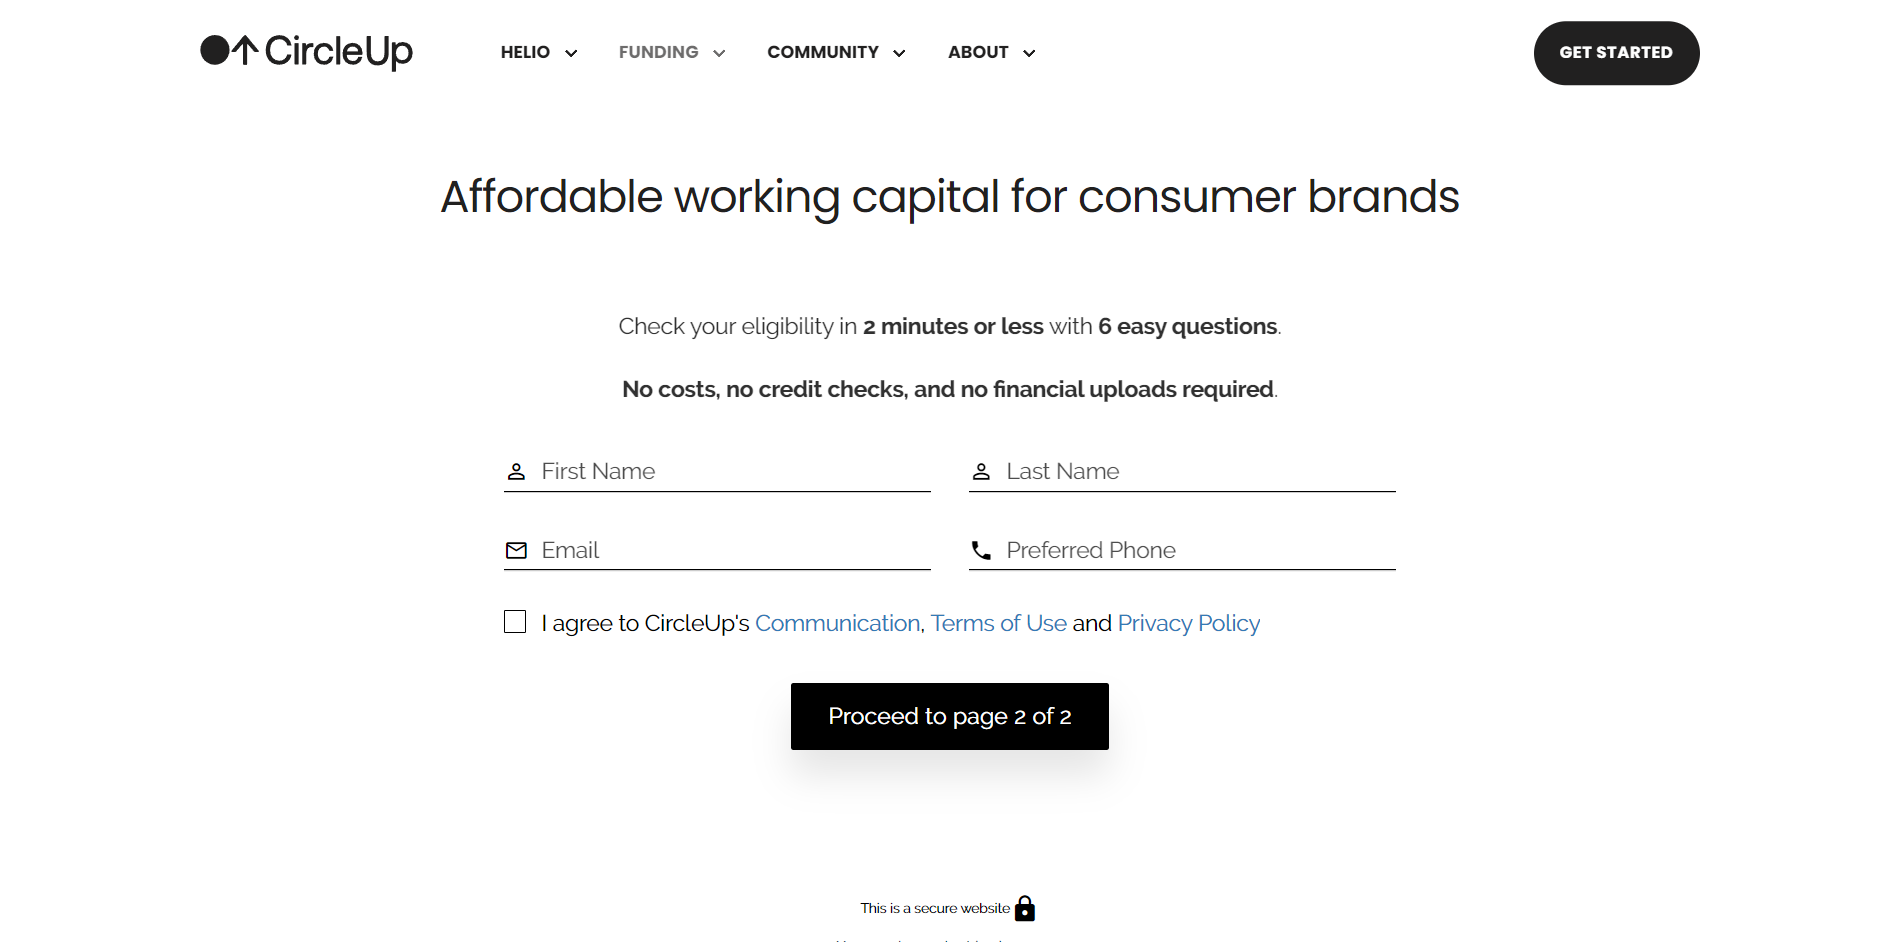 CircleUp HELIO FUNDING COMMUNITY ABOUT GET STARTED
Affordable working capital for consumer brands
Check your eligibility in 2 minutes or less with 6 easy questions.
No costs, no credit checks, and no financial uploads required.
First Name Last Name
Email Preferred Phone
I agree to CircleUp's Communication, Terms of Use and Privacy Policy
Proceed to page 2 of 2
This is a secure website